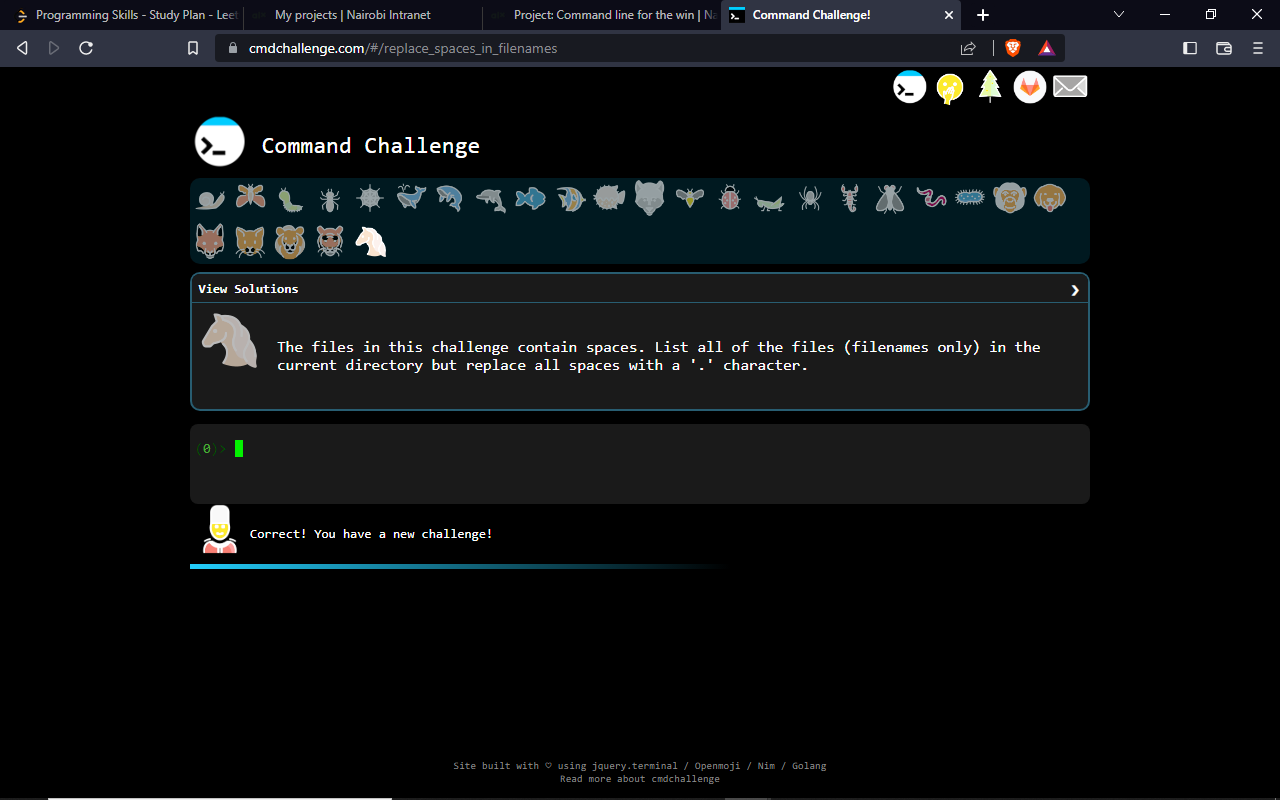 Programming Skills - Study Plan - Leet
My projects | Nairobi Intranet
Project: Command line for the win | Na
Command Challenge!
cmdchallenge.com/#/replace_spaces_in_filenames
Command Challenge
View Solutions
The files in this challenge contain spaces. List all of the files (filenames only) in the
current directory but replace all spaces with a '.' character.
(0)>
Correct! You have a new challenge!
Site built with ♡ using jquery.terminal / Openmoji / Nim / Golang
Read more about cmdchallenge